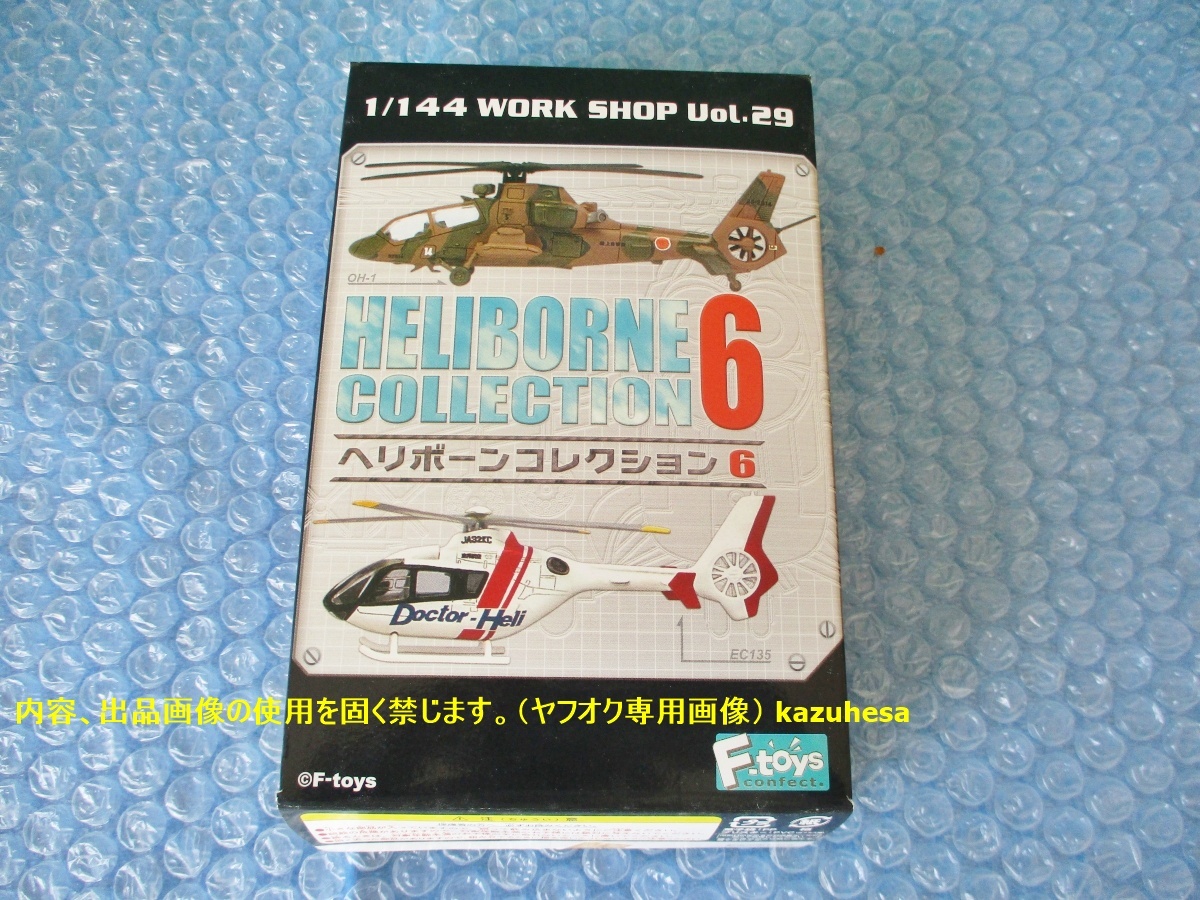 1/144 WORK SHOP Vol.29
OH-1
HELIBORNE
COLLECTION 6
ヘリボーンコレクション 6
JA32EC
Doctor-Heli
EC135
内容、出品画像の使用を固く禁じます。（ヤフオク専用画像） kazuhesa
F-toys
confect.
©F-toys
14